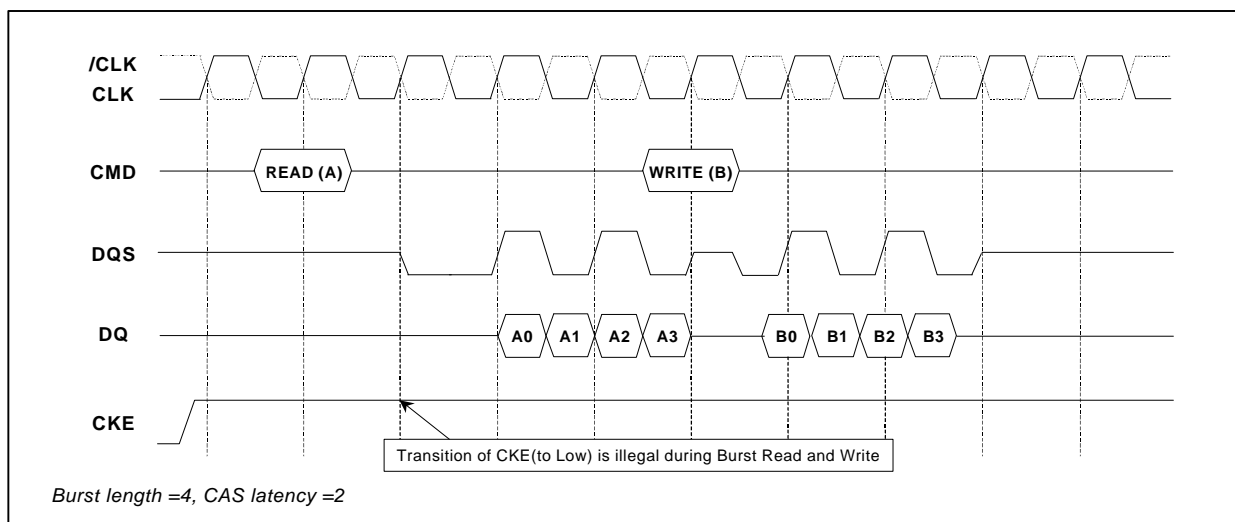 /CLK
CLK
CMD
READ (A)
WRITE (B)
DQS
DQ
A0
A1
A2
A3
B0
B1
B2
B3
CKE
Transition of CKE(to Low) is illegal during Burst Read and Write
Burst length =4, CAS latency =2